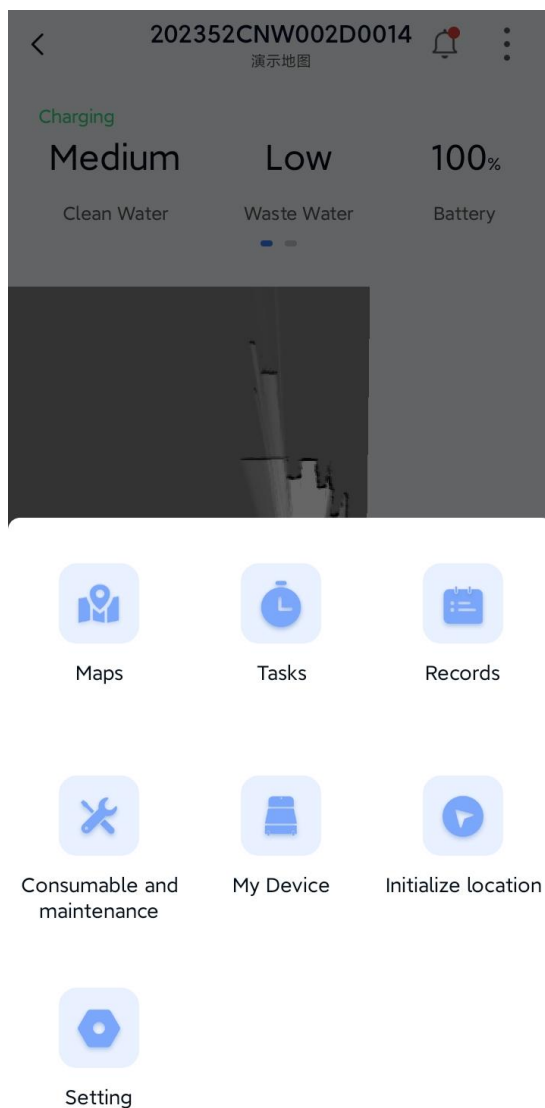 202352CNW002D0014
演示地图
Charging
Medium Low 100%
Clean Water Waste Water Battery
Maps Tasks Records
Consumable and My Device Initialize location
maintenance
Setting